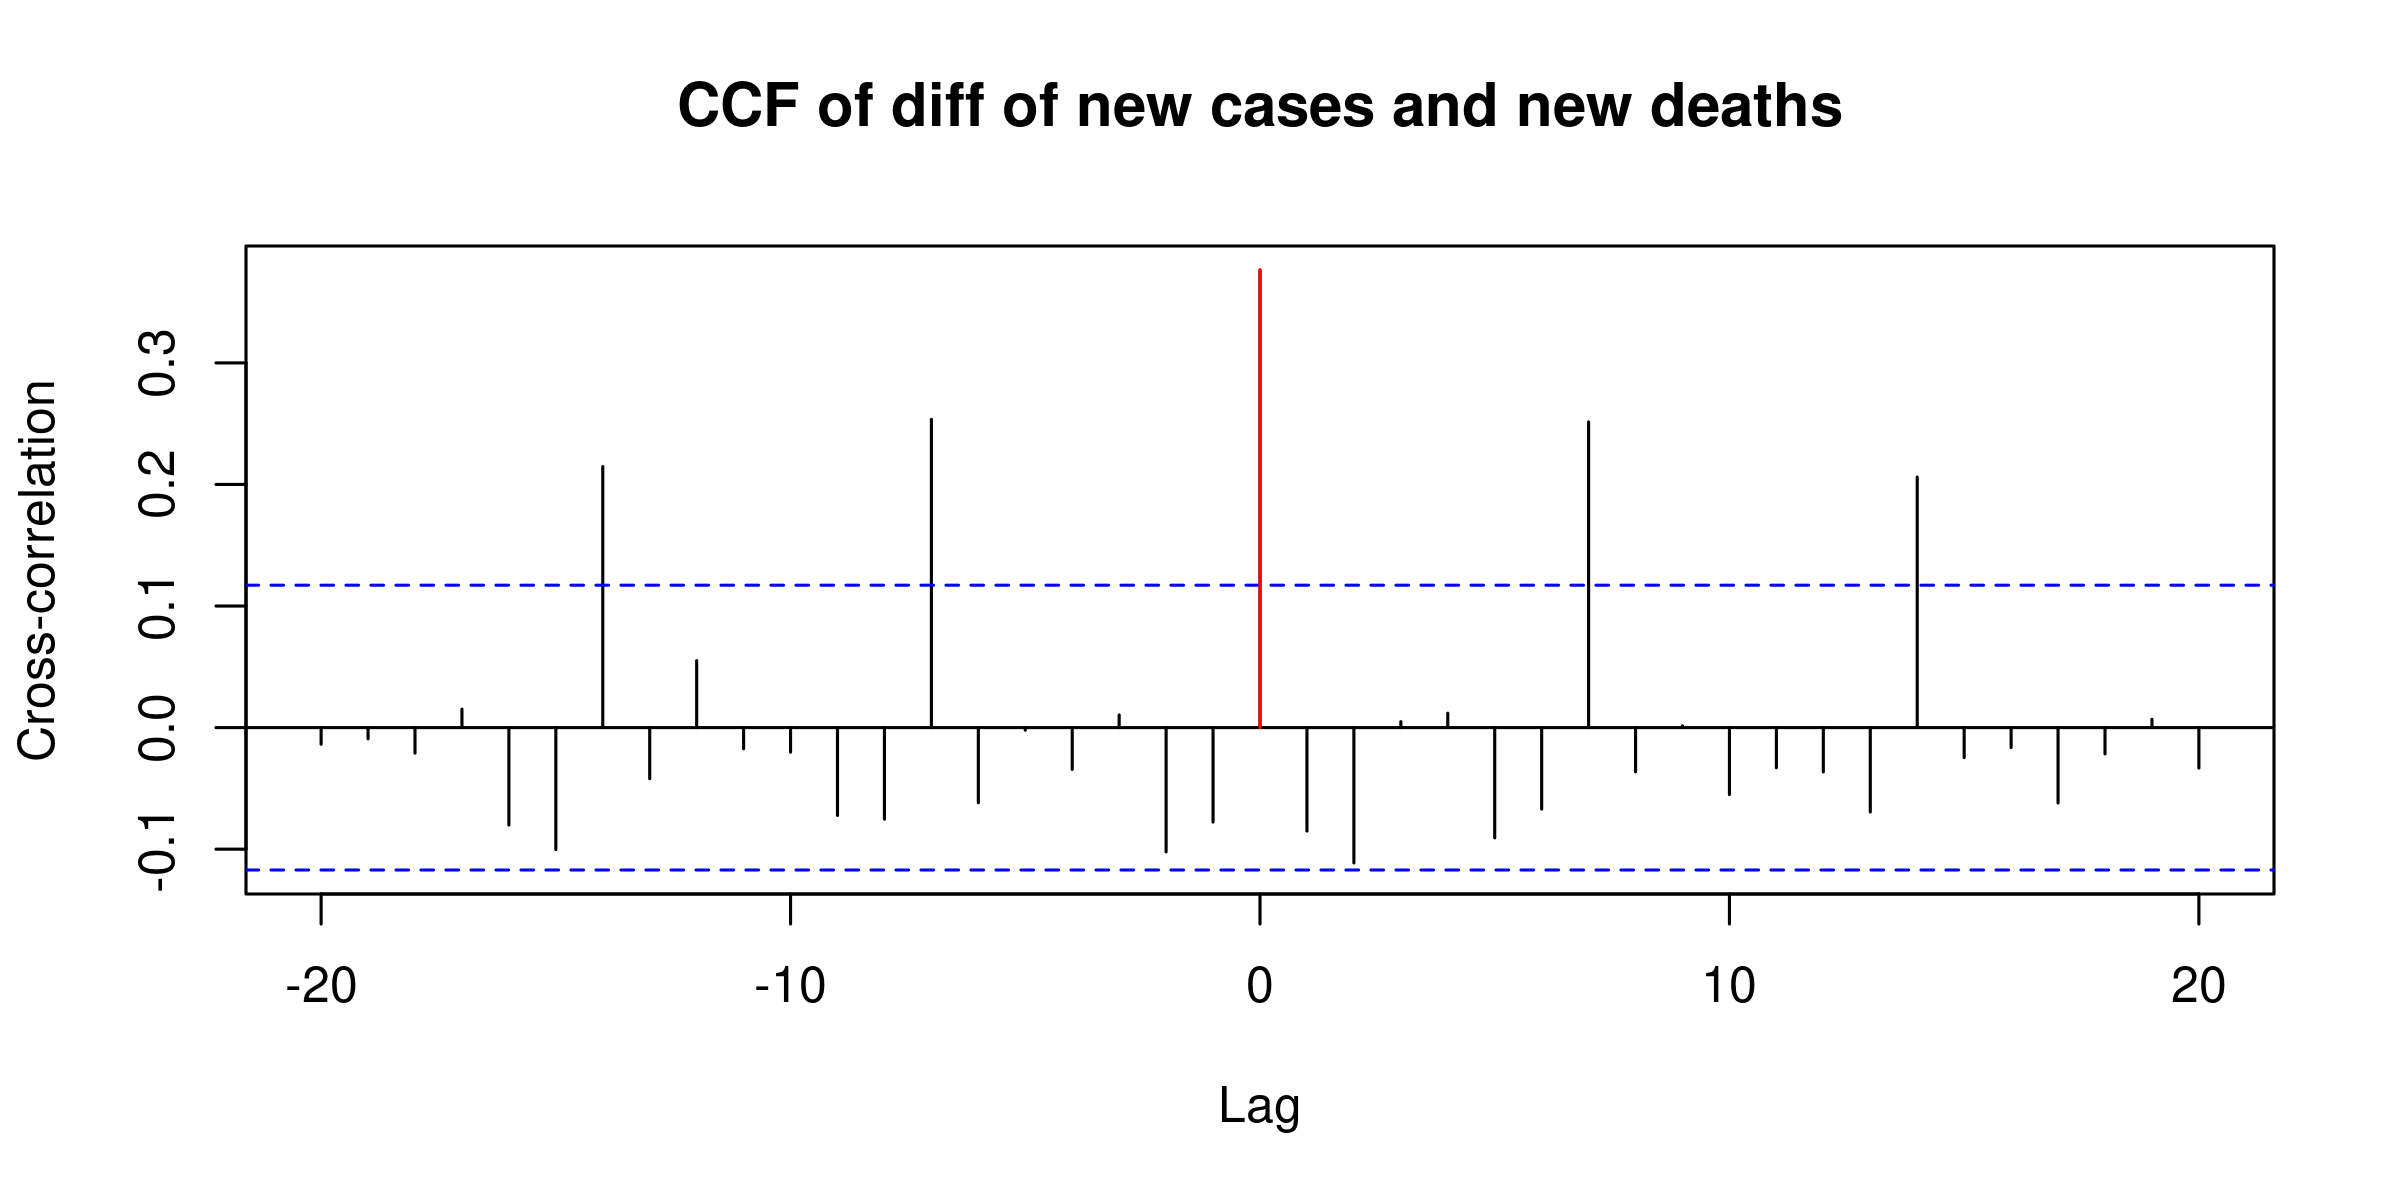 CCF of diff of new cases and new deaths
Cross-correlation
0.3
0.2
0.1
0.0
-0.1
-20 -10 0 10 20
Lag